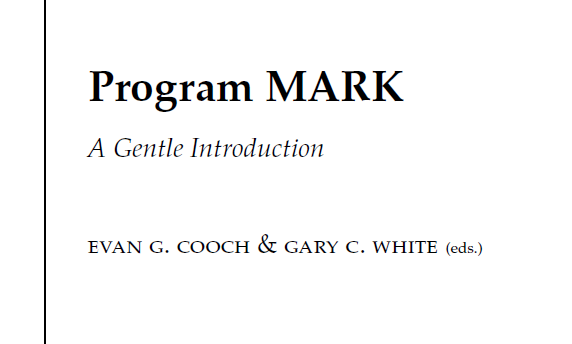 Program MARK
A Gentle Introduction
EVAN G. COOCH & GARY C. WHITE (eds.)